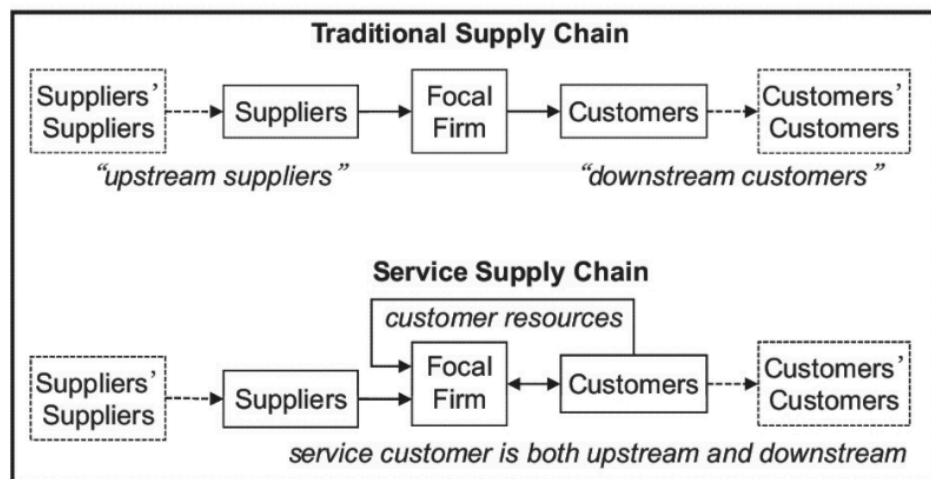 Traditional Supply Chain
Suppliers’
Suppliers
Suppliers
Focal
Firm
Customers
Customers’
Customers
“upstream suppliers”
“downstream customers”
Service Supply Chain
customer resources
Suppliers’
Suppliers
Suppliers
Focal
Firm
Customers
Customers’
Customers
service customer is both upstream and downstream